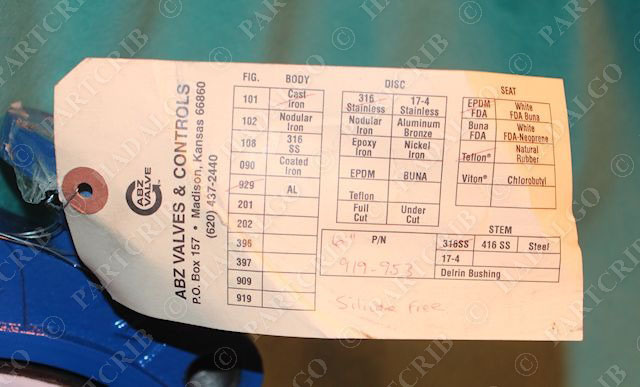 ABZ VALVE
ABZ VALVES & CONTROLS
P.O. Box 157 • Madison, Kansas 66860
(620) 437-2440
FIG. BODY
101 Cast Iron
102 Nodular Iron
108 316 SS
090 Coated Iron
929 AL
201
202
396
397
909
919
DISC
316 Stainless 17-4 Stainless
Nodular Iron Aluminum Bronze
Epoxy Iron Nickel Iron
EPDM BUNA
Teflon
Full Cut Under Cut
SEAT
EPDM FDA White FDA Buna
Buna FDA White FDA-Neoprene
Teflon® Natural Rubber
Viton® Chlorobutyl
P/N
919-953
STEM
316SS 416 SS Steel
17-4
Delrin Bushing
Silicone Free
PARTCRIB
HIDALGO